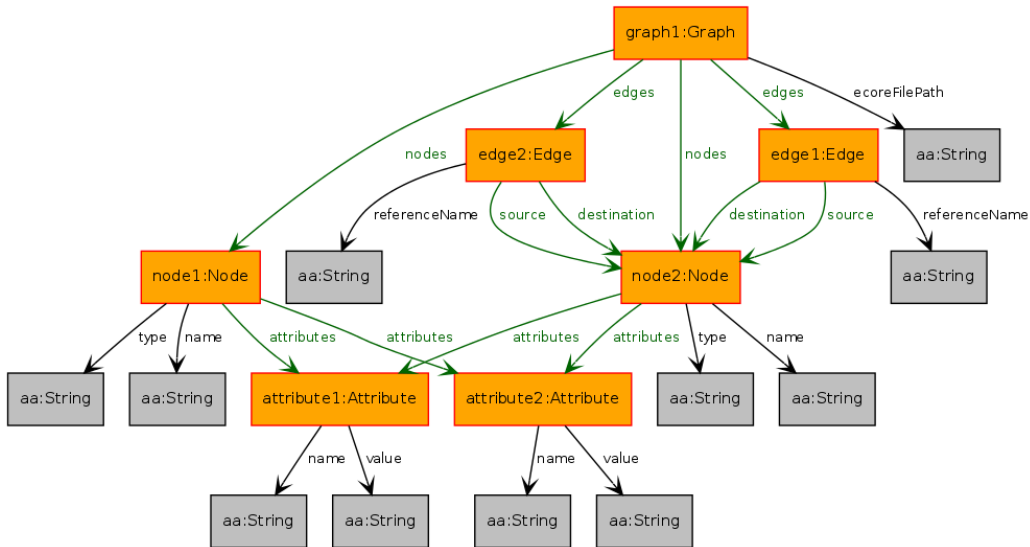 graph1:Graph
edges
edges
ecoreFilePath
nodes
nodes
edge2:Edge
edge1:Edge
aa:String
referenceName
source
destination
destination
source
referenceName
node1:Node
aa:String
node2:Node
aa:String
type
name
attributes
attributes
attributes
attributes
type
name
aa:String
aa:String
attribute1:Attribute
attribute2:Attribute
aa:String
aa:String
name
value
name
value
aa:String
aa:String
aa:String
aa:String